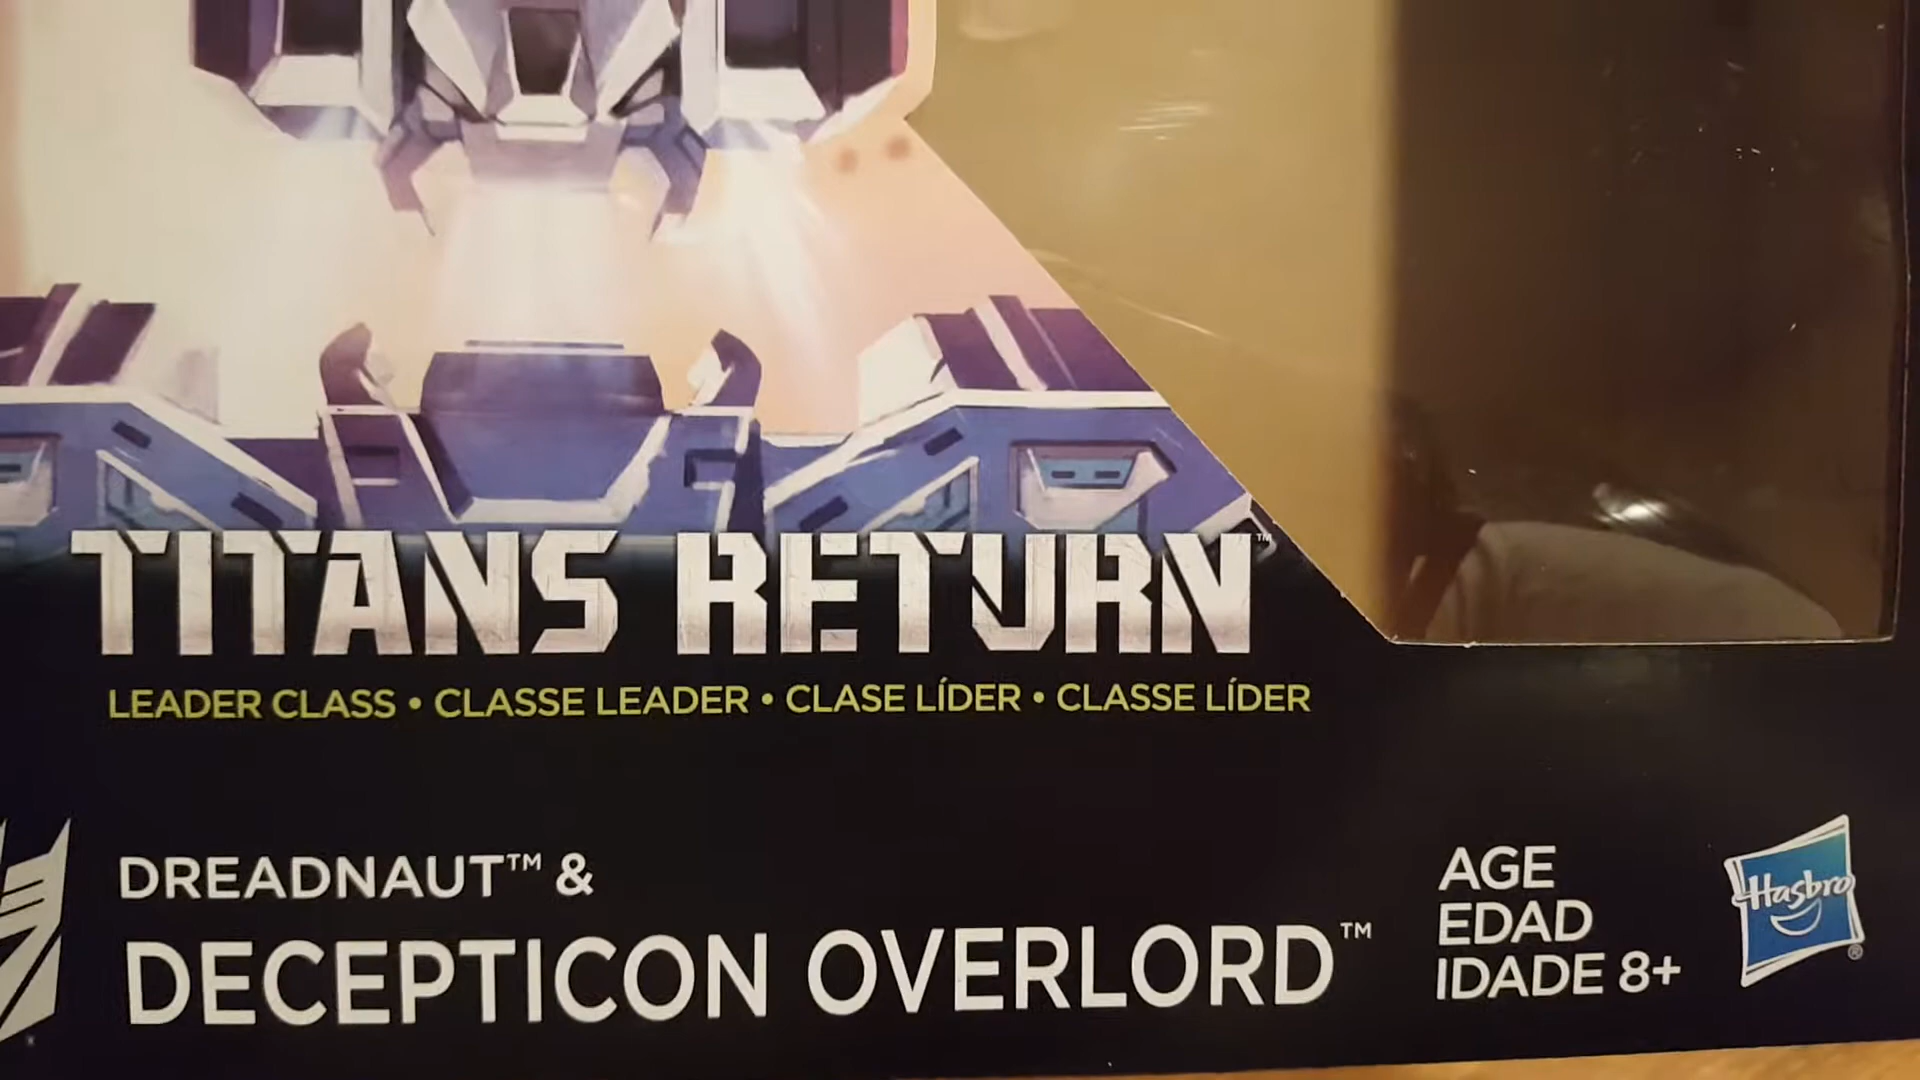 TITANS RETURN™
LEADER CLASS • CLASSE LEADER • CLASE LÍDER • CLASSE LÍDER
DREADNAUT™ &
DECEPTICON OVERLORD™
AGE
EDAD
IDADE 8+
Hasbro®